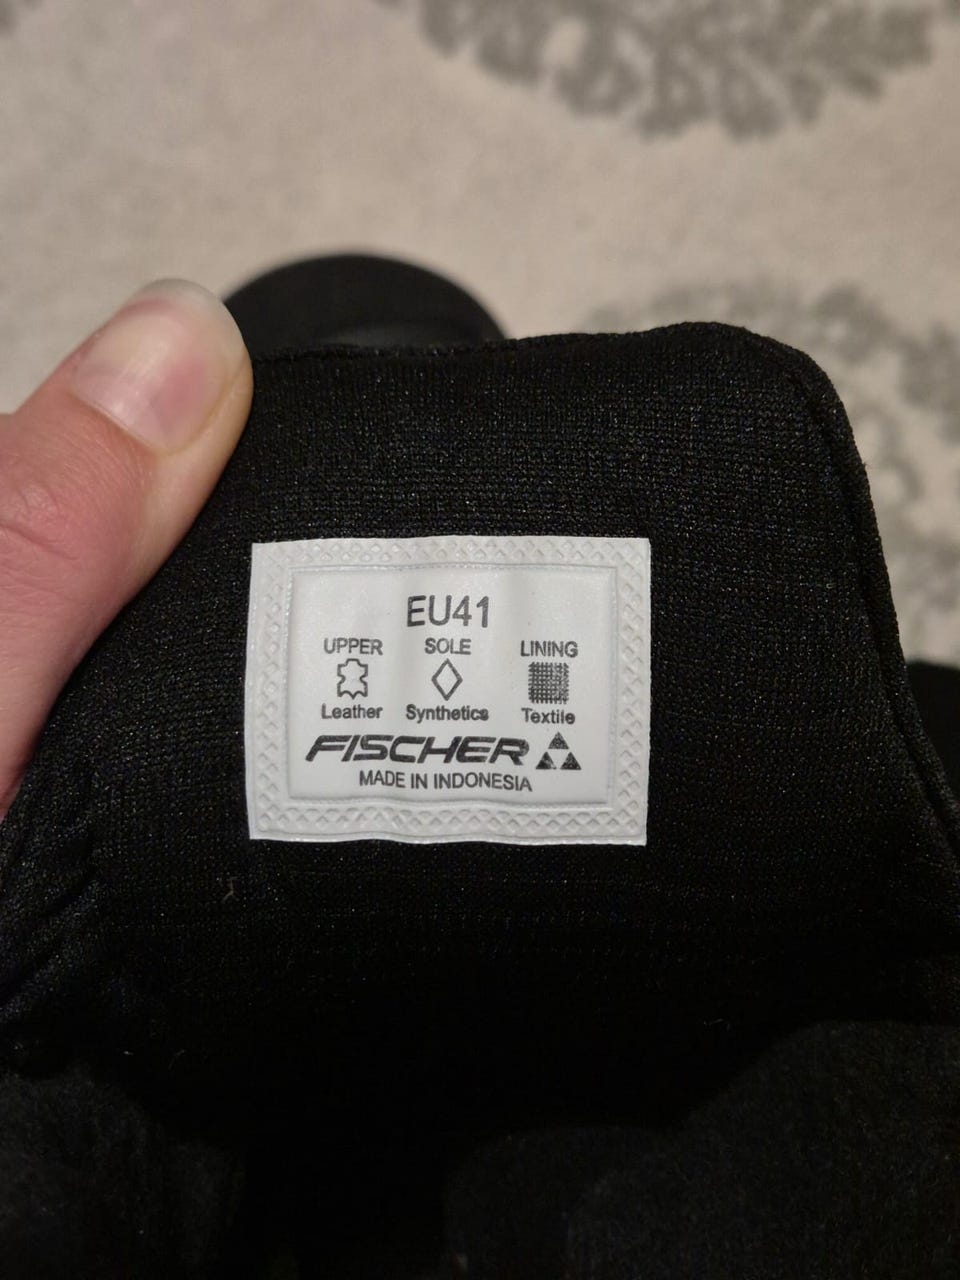 EU41
UPPER SOLE LINING
Leather Synthetics Textile
FISCHER
MADE IN INDONESIA